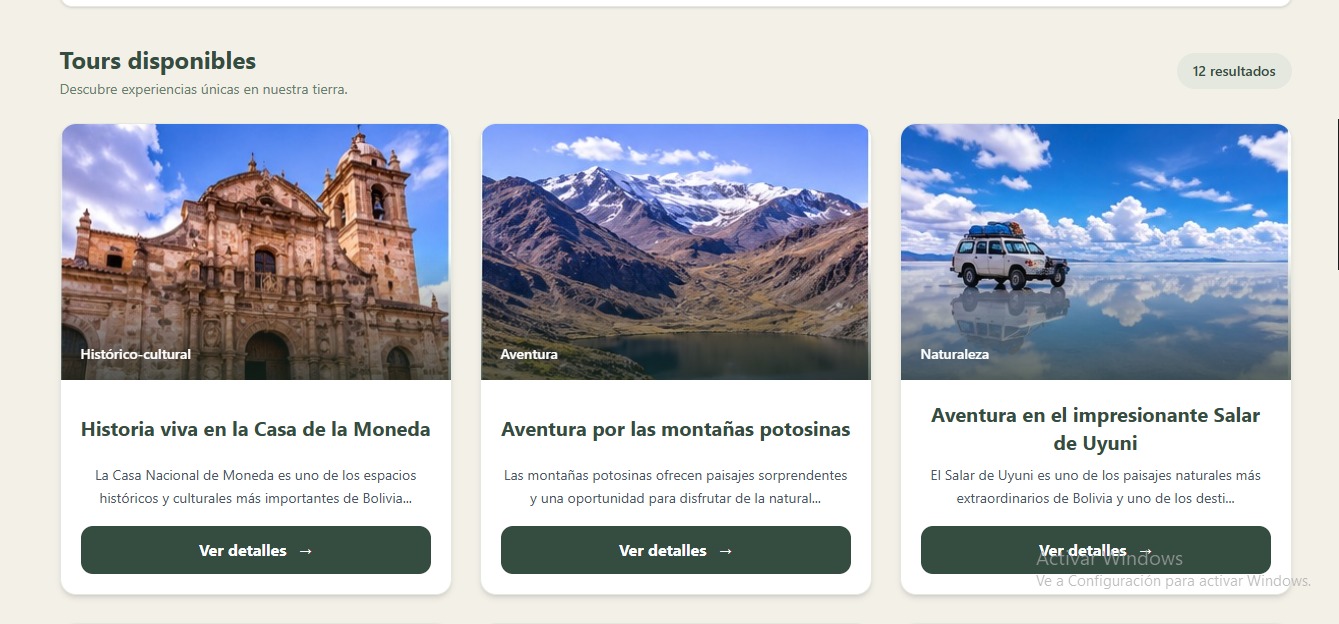 Tours disponibles
Descubre experiencias únicas en nuestra tierra.
12 resultados
Histórico-cultural
Historia viva en la Casa de la Moneda
La Casa Nacional de Moneda es uno de los espacios
históricos y culturales más importantes de Bolivia...
Ver detalles →
Aventura
Aventura por las montañas potosinas
Las montañas potosinas ofrecen paisajes sorprendentes
y una oportunidad para disfrutar de la natural...
Ver detalles →
Naturaleza
Aventura en el impresionante Salar
de Uyuni
El Salar de Uyuni es uno de los paisajes naturales más
extraordinarios de Bolivia y uno de los desti...
Ver detalles →
Activar Windows
Ve a Configuración para activar Windows.